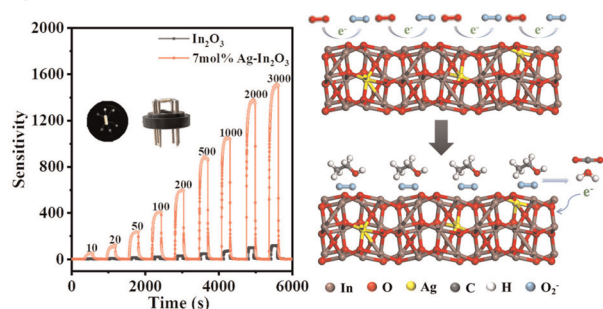 In₂O₃
7mol% Ag-In₂O₃
Sensitivity
1800
1600
1200
800
400
0
10
20
50
100
200
500
1000
2000
3000
0
2000
4000
6000
Time (s)
e⁻
e⁻
e⁻
e⁻
e⁻
In
O
Ag
C
H
O₂⁻